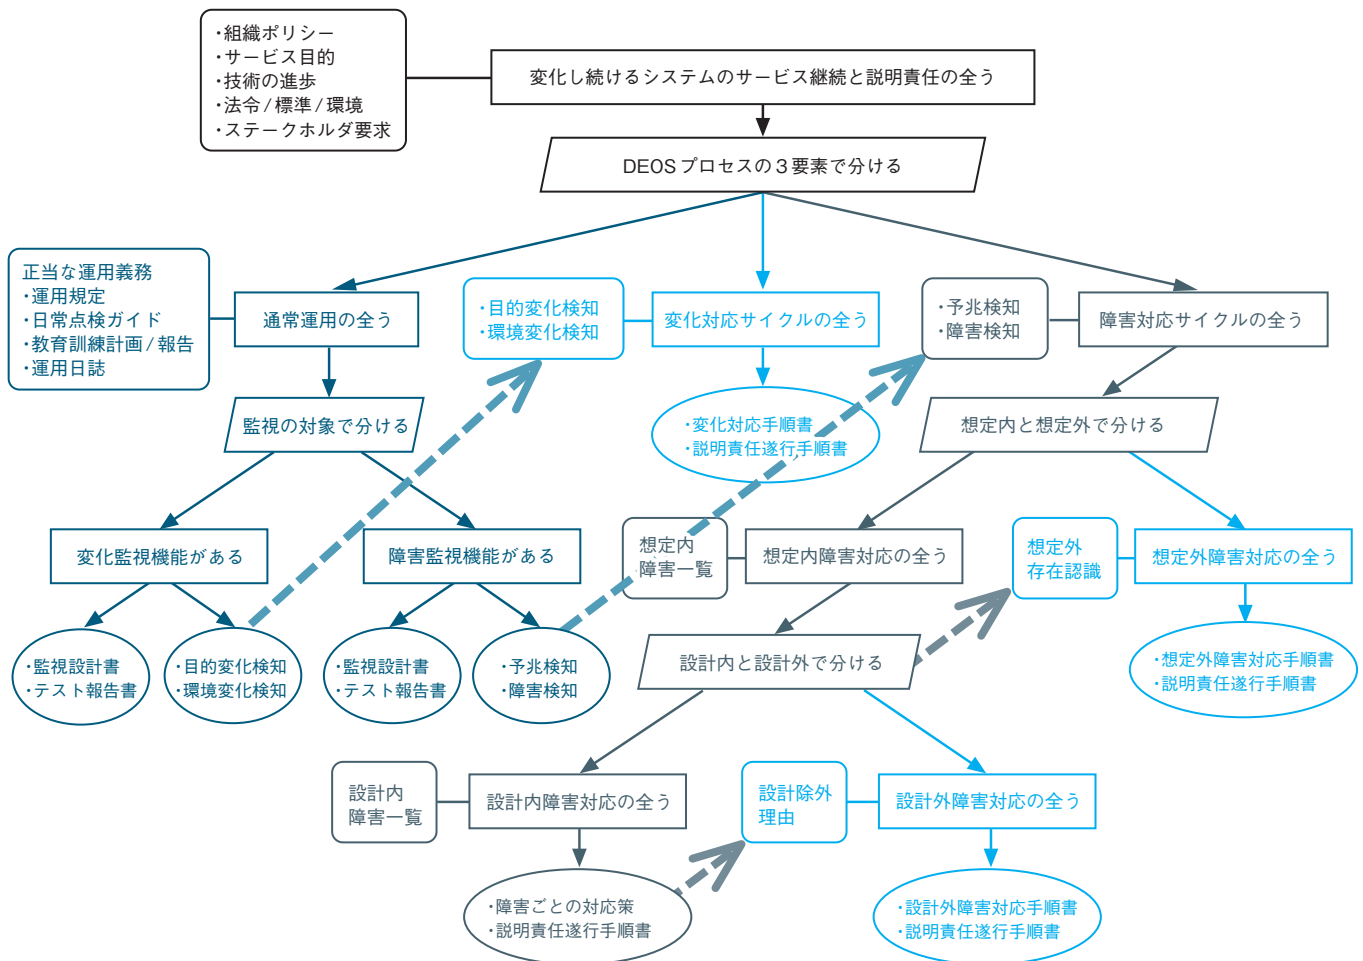 ・組織ポリシー
・サービス目的
・技術の進歩
・法令/標準/環境
・ステークホルダ要求
変化し続けるシステムのサービス継続と説明責任の全う
DEOSプロセスの3要素で分ける
正当な運用義務
・運用規定
・日常点検ガイド
・教育訓練計画/報告
・運用日誌
通常運用の全う
・目的変化検知
・環境変化検知
変化対応サイクルの全う
・予兆検知
・障害検知
障害対応サイクルの全う
監視の対象で分ける
・変化対応手順書
・説明責任遂行手順書
想定内と想定外で分ける
変化監視機能がある
障害監視機能がある
想定内
障害一覧
想定内障害対応の全う
想定外
存在認識
想定外障害対応の全う
・監視設計書
・テスト報告書
・目的変化検知
・環境変化検知
・監視設計書
・テスト報告書
・予兆検知
・障害検知
設計内と設計外で分ける
・想定外障害対応手順書
・説明責任遂行手順書
設計内
障害一覧
設計内障害対応の全う
設計除外
理由
設計外障害対応の全う
・障害ごとの対応策
・説明責任遂行手順書
・設計外障害対応手順書
・説明責任遂行手順書